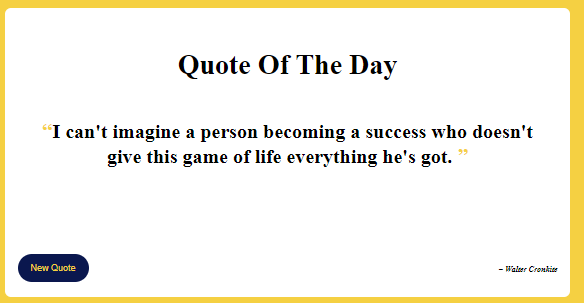 Quote Of The Day
“I can't imagine a person becoming a success who doesn't
give this game of life everything he's got. ”
New Quote
– Walter Cronkite